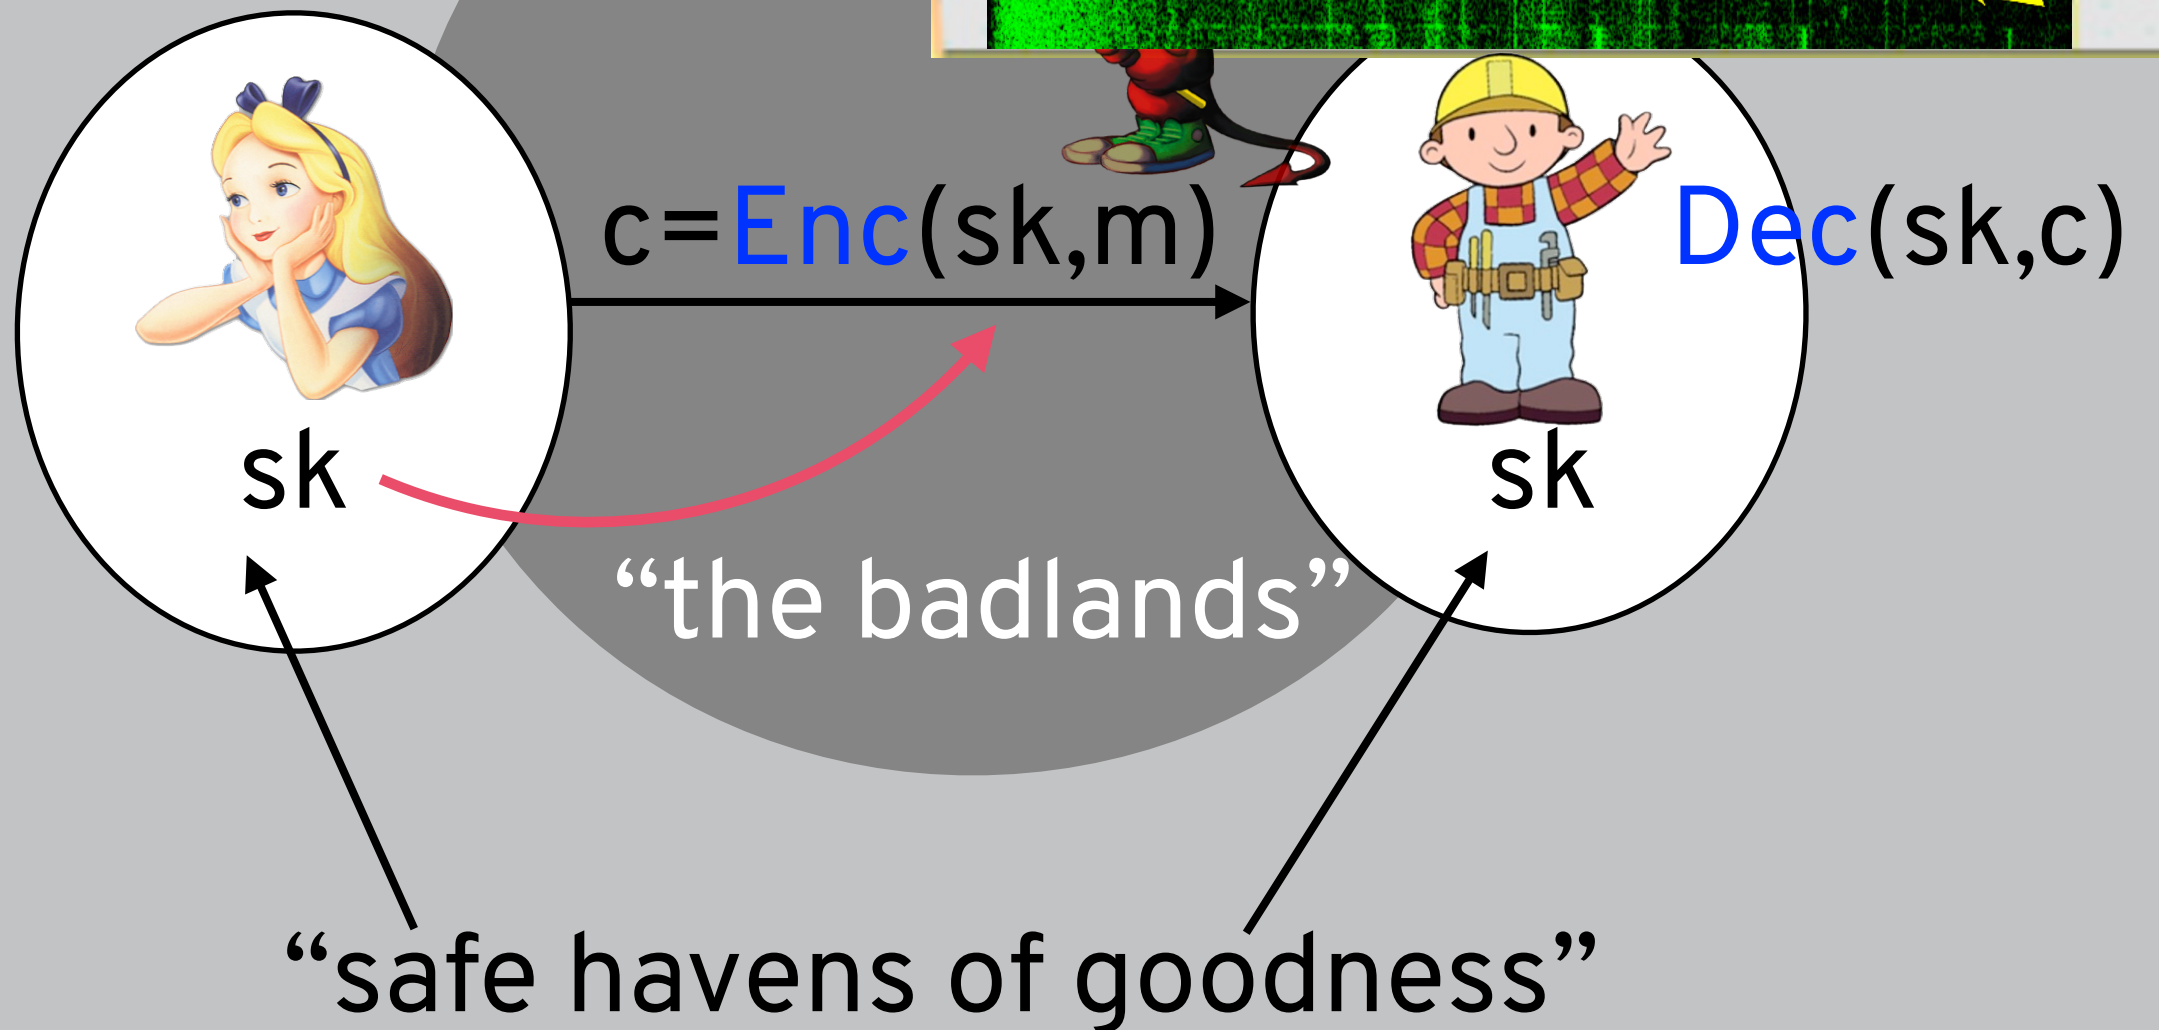 c=Enc(sk,m)
Dec(sk,c)
sk
sk
“the badlands”
“safe havens of goodness”